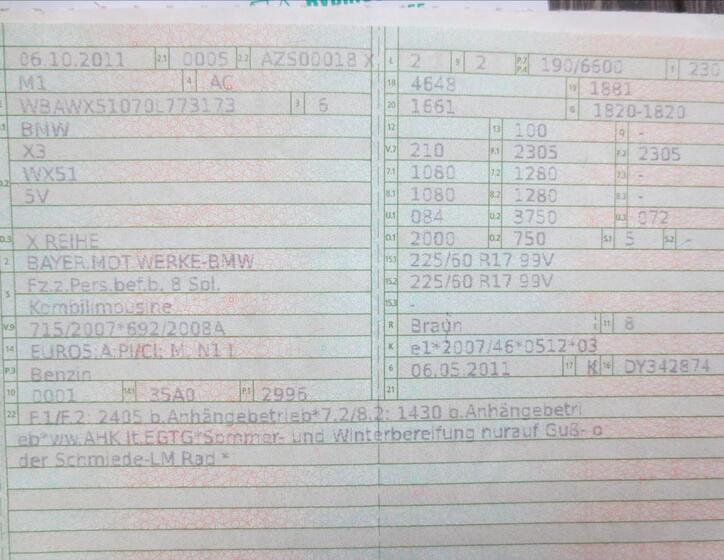 06.10.2011 2.1 0005 2.2 AZS00018 X L 2 9 2 P.2 P.4 190/6600 T 230
M1 4 AC 18 4648 19 1881
WBAWX51070L773173 3 6 20 1661 G 1820-1820
BMW 12 13 100 Q -
X3 V.7 210 F.1 2305 F.2 2305
WX51 7.1 1080 7.2 1280 7.3 -
D.2 5V 8.1 1080 8.2 1280 8.3 -
U.1 084 U.2 3750 U.3 072
D.3 X REIHE O.1 2000 O.2 750 S.1 5 S.2 -
2 BAYER.MOT.WERKE-BMW 15.1 225/60 R17 99V
5 Fz.z.Pers.bef.b. 8 Spl. 15.2 225/60 R17 99V
Kombilimousine 15.3 -
V.9 715/2007*692/2008A R Braun 11 8
14 EURO5;A;PI/CI; M, N1 I K e1*2007/46*0512*03
P.3 Benzin 6 06.05.2011 17 K 16 DY342874
10 0001 14.1 35A0 P.1 2996 21
22 F.1/F.2: 2405 b.Anhängebetrieb*7.2/8.2: 1430 b.Anhängebetri
eb*ww.AHK lt.EGTG*Sommer- und Winterbereifung nurauf Guß- o
der Schmiede-LM Rad *